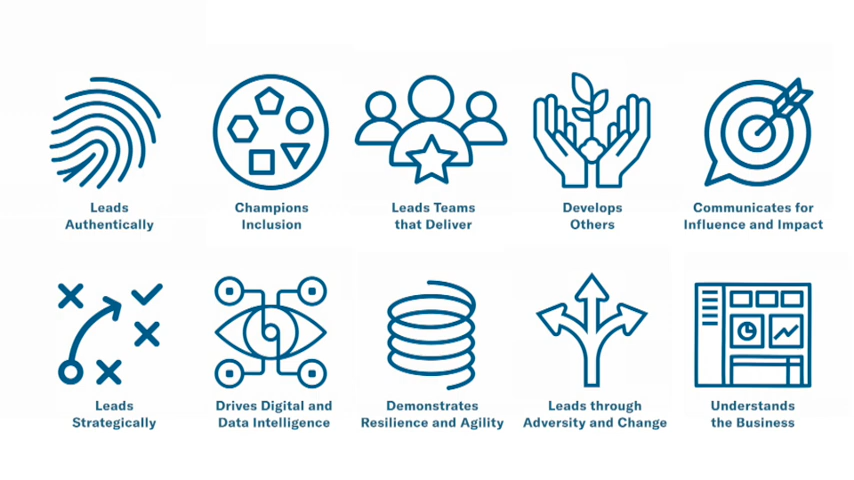 Leads
Authentically
Champions
Inclusion
Leads Teams
that Deliver
Develops
Others
Communicates for
Influence and Impact
Leads
Strategically
Drives Digital and
Data Intelligence
Demonstrates
Resilience and Agility
Leads through
Adversity and Change
Understands
the Business